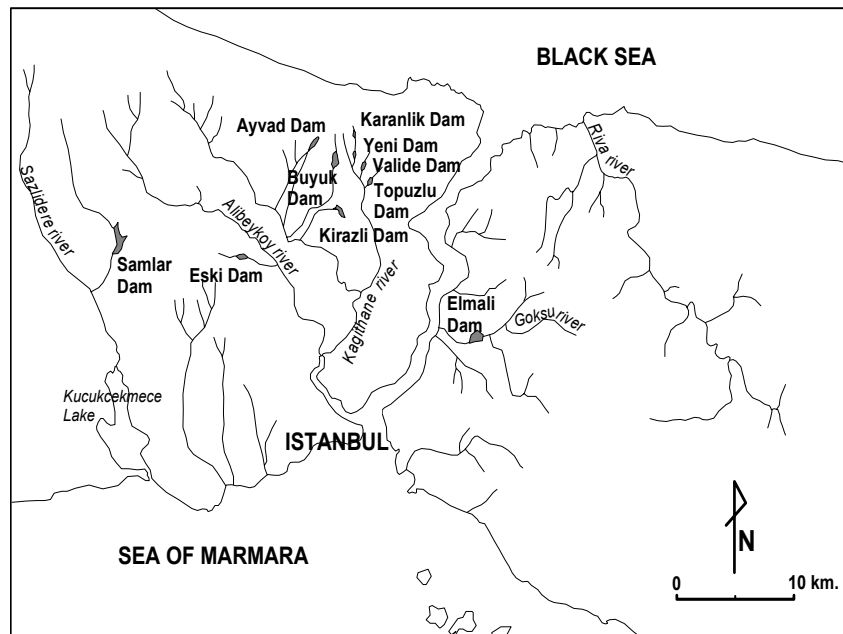 BLACK SEA
Karanlik Dam
Ayvad Dam
Yeni Dam
Valide Dam
Buyuk
Dam
Topuzlu
Dam
Riva river
Sazlidere river
Alibeykoy river
Kirazli Dam
Samlar
Dam
Eski Dam
Kagithane river
Elmali
Dam
Goksu river
Kucukcekmece
Lake
ISTANBUL
SEA OF MARMARA
N
0
10 km.